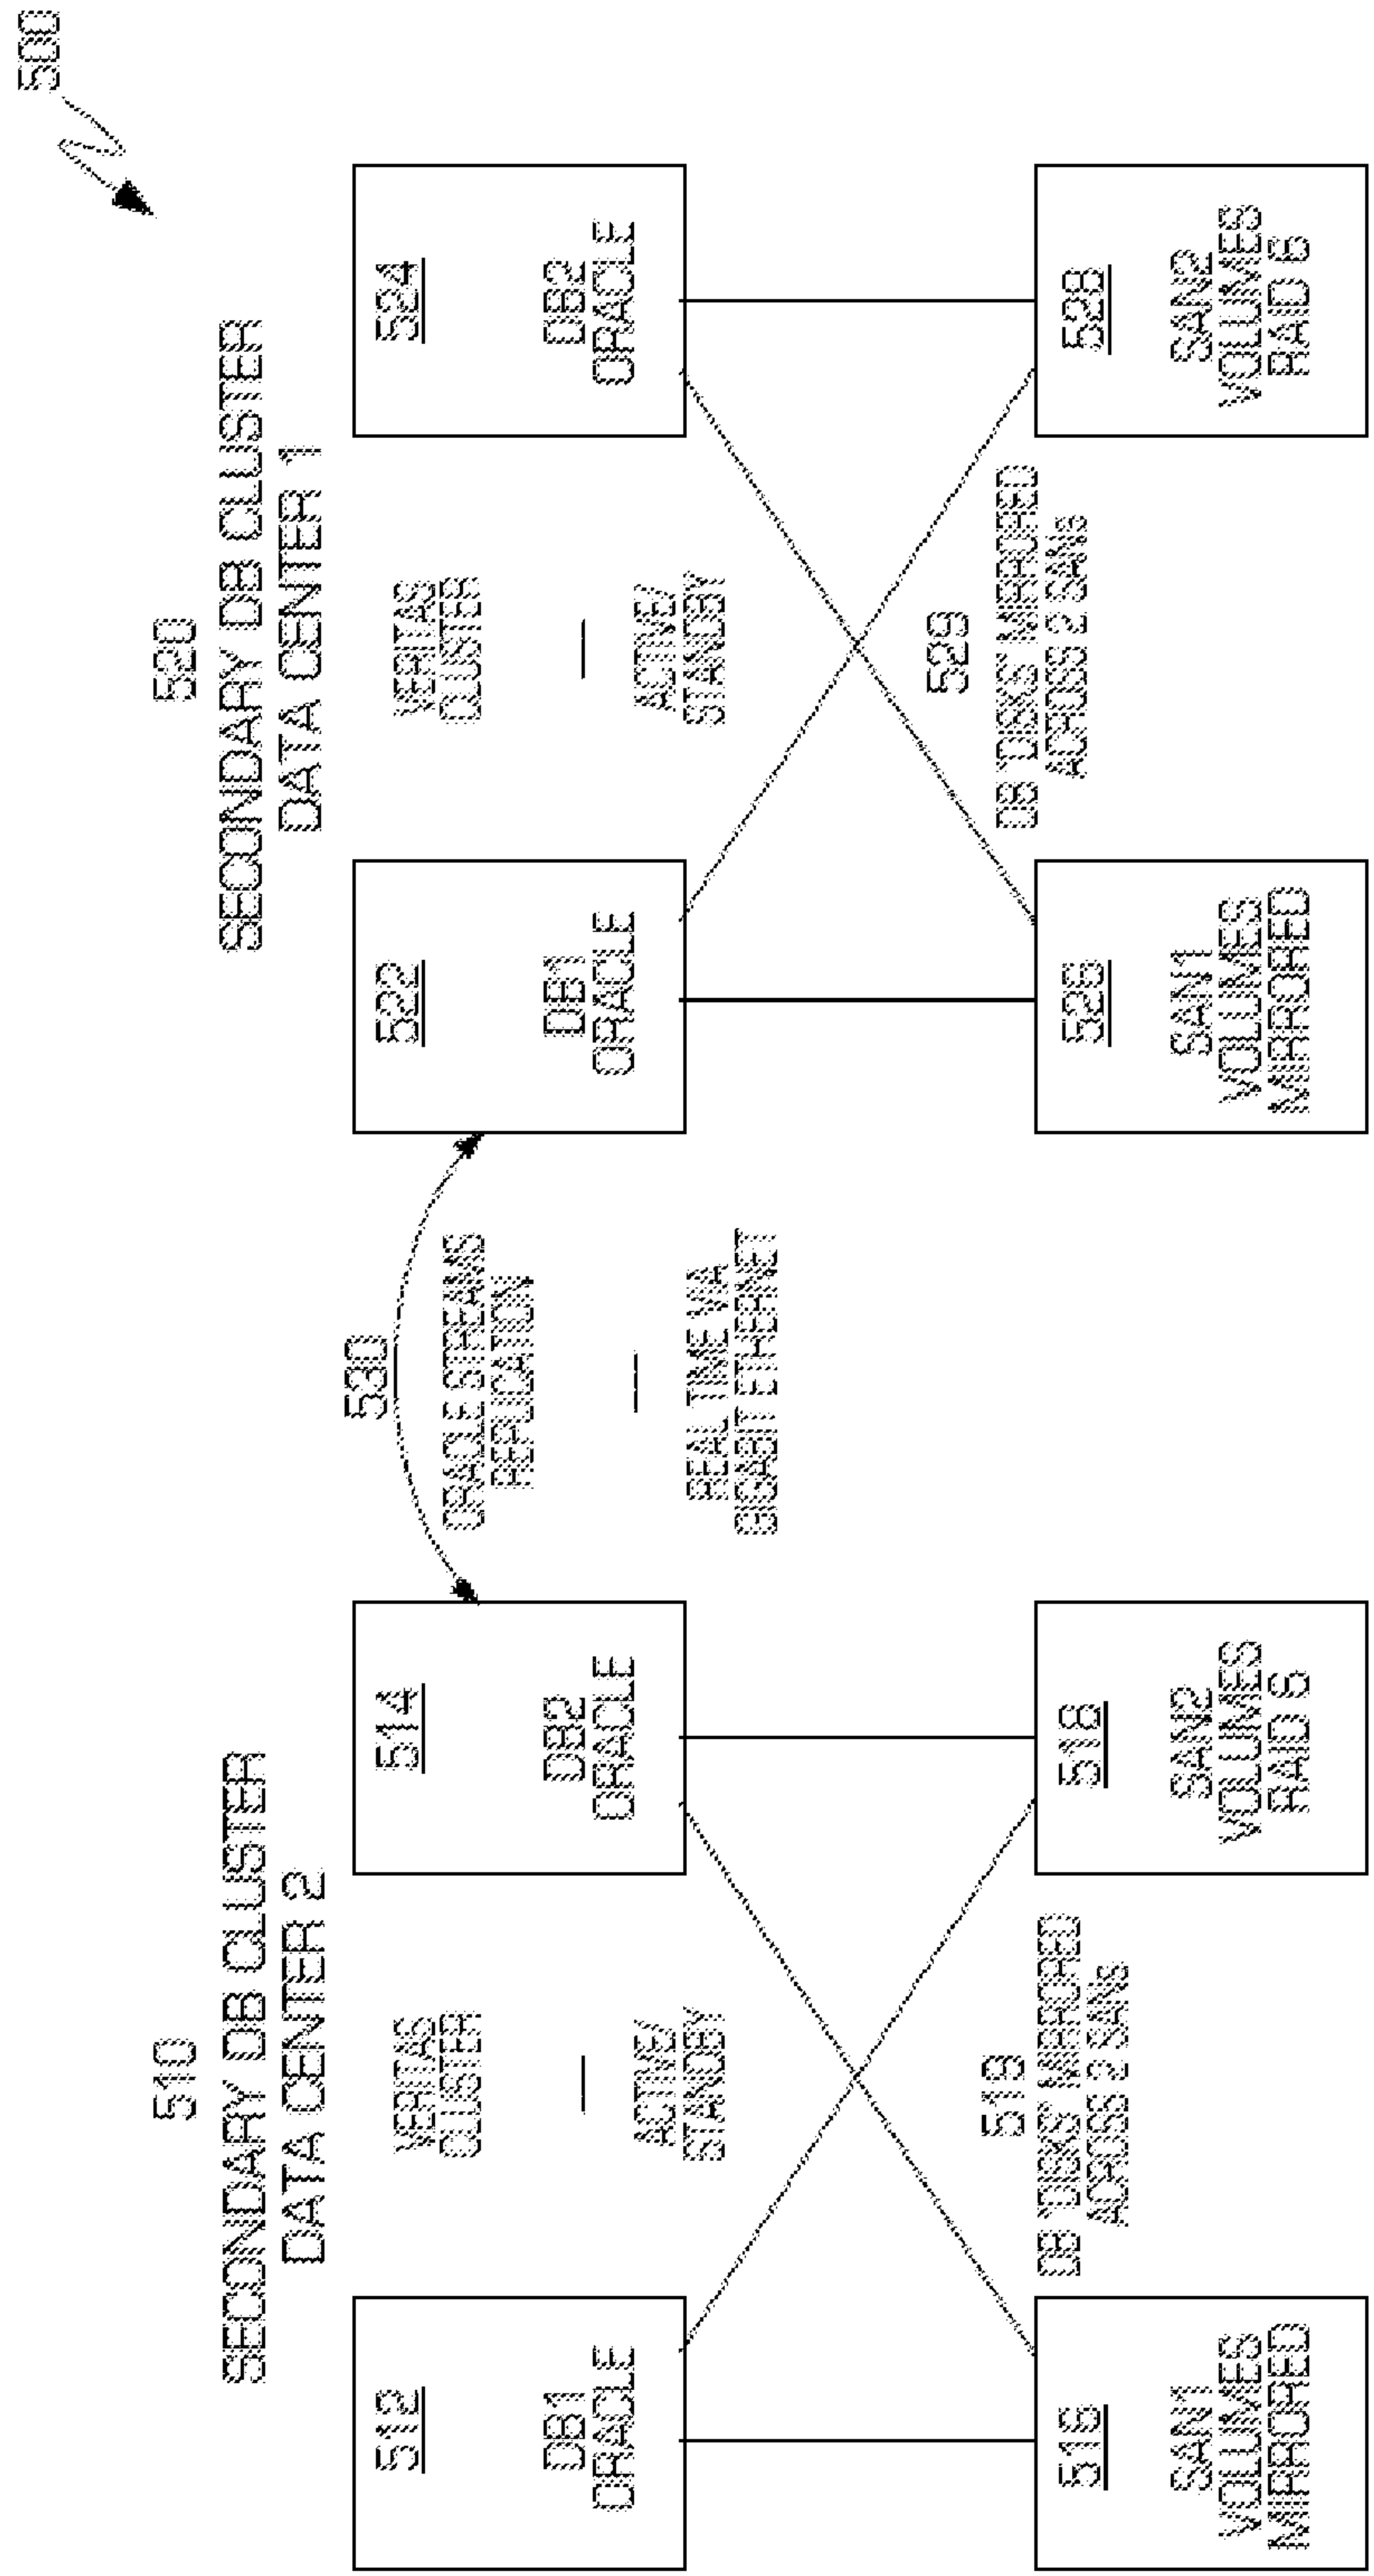 500
510
SECONDARY DB CLUSTER
DATA CENTER 2
520
SECONDARY DB CLUSTER
DATA CENTER 1
512
DB1
ORACLE
VERITAS
CLUSTER
—
ACTIVE/
STANDBY
514
DB2
ORACLE
530
ORACLE STREAMS
REPLICATION
—
REAL TIME VIA
GIGABIT ETHERNET
522
DB1
ORACLE
VERITAS
CLUSTER
—
ACTIVE/
STANDBY
524
DB2
ORACLE
516
SAN1
VOLUMES
MIRRORED
519
DB 'DISKS' MIRRORED
ACROSS 2 SANs
518
SAN2
VOLUMES
RAID 6
526
SAN1
VOLUMES
MIRRORED
529
DB 'DISKS' MIRRORED
ACROSS 2 SANs
528
SAN2
VOLUMES
RAID 6